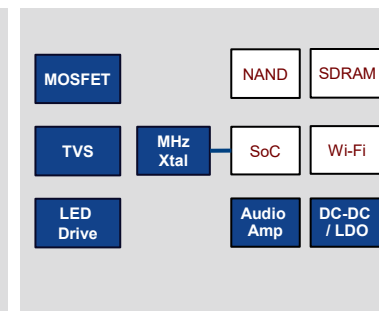 MOSFET
NAND
SDRAM
TVS
MHz
Xtal
SoC
Wi-Fi
LED
Drive
Audio
Amp
DC-DC
/ LDO